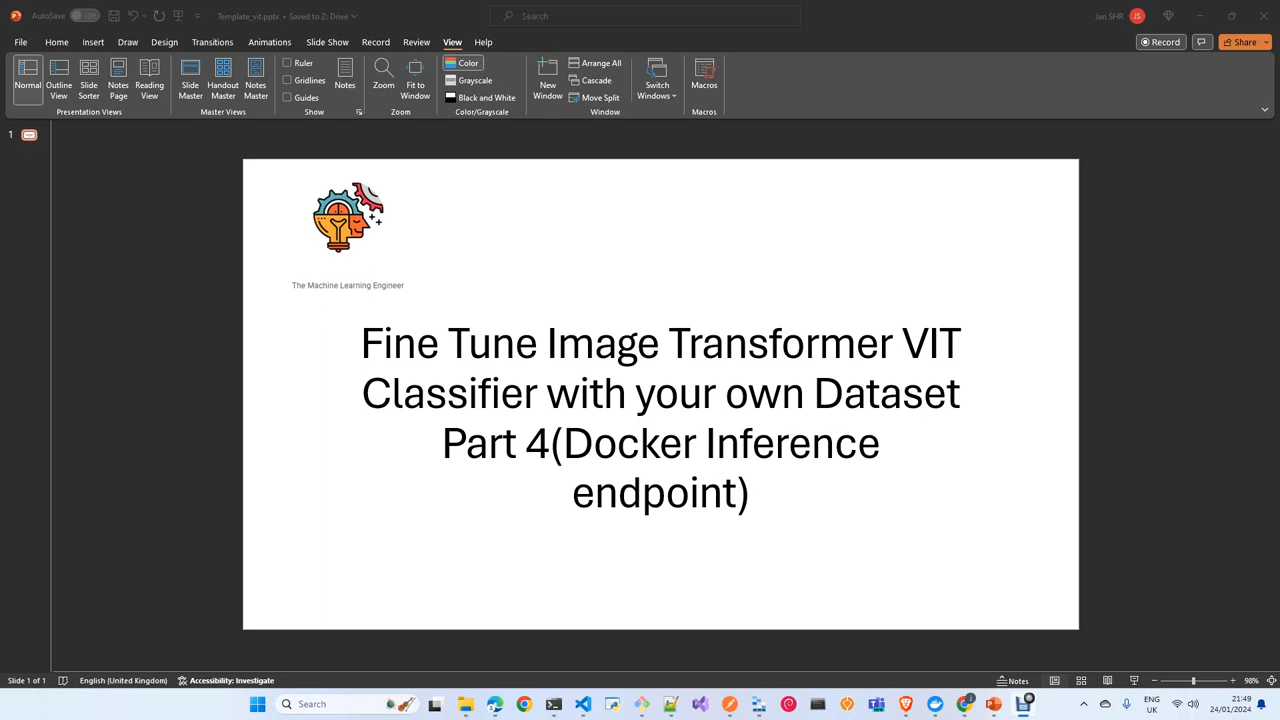 AutoSave Off Template_vit.pptx • Saved to Z: Drive Search Jan SHR JS
File Home Insert Draw Design Transitions Animations Slide Show Record Review View Help Record Share
Normal Outline View Slide Sorter Notes Page Reading View
Presentation Views
Slide Master Handout Master Notes Master
Master Views
Ruler
Gridlines
Guides
Notes
Show
Zoom Fit to Window
Zoom
Color
Grayscale
Black and White
Color/Grayscale
New Window
Arrange All
Cascade
Move Split
Switch Windows
Window
Macros
Macros
1
The Machine Learning Engineer
Fine Tune Image Transformer VIT
Classifier with your own Dataset
Part 4(Docker Inference
endpoint)
Slide 1 of 1 English (United Kingdom) Accessibility: Investigate Notes 98%
Search ENG 21:49
UK 24/01/2024